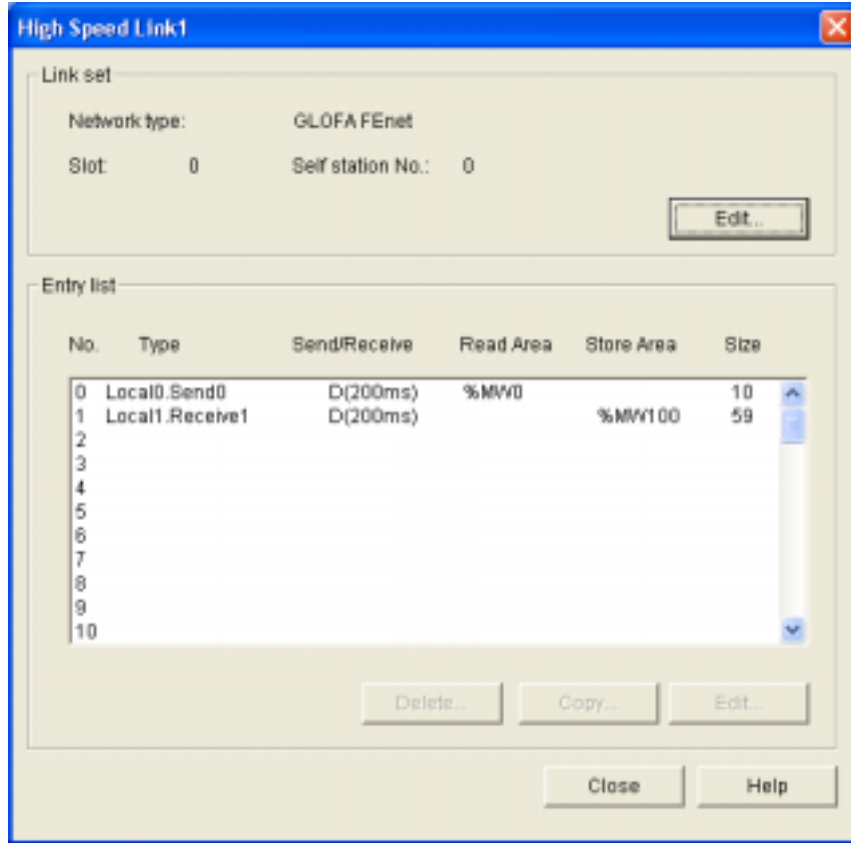 High Speed Link1
Link set
Network type: GLOFA FEnet
Slot: 0 Self station No.: 0
Edit...
Entry list
No. Type Send/Receive Read Area Store Area Size
0 Local0.Send0 D(200ms) %MW0 10
1 Local1.Receive1 D(200ms) %MW100 59
2
3
4
5
6
7
8
9
10
Delete... Copy... Edit...
Close Help